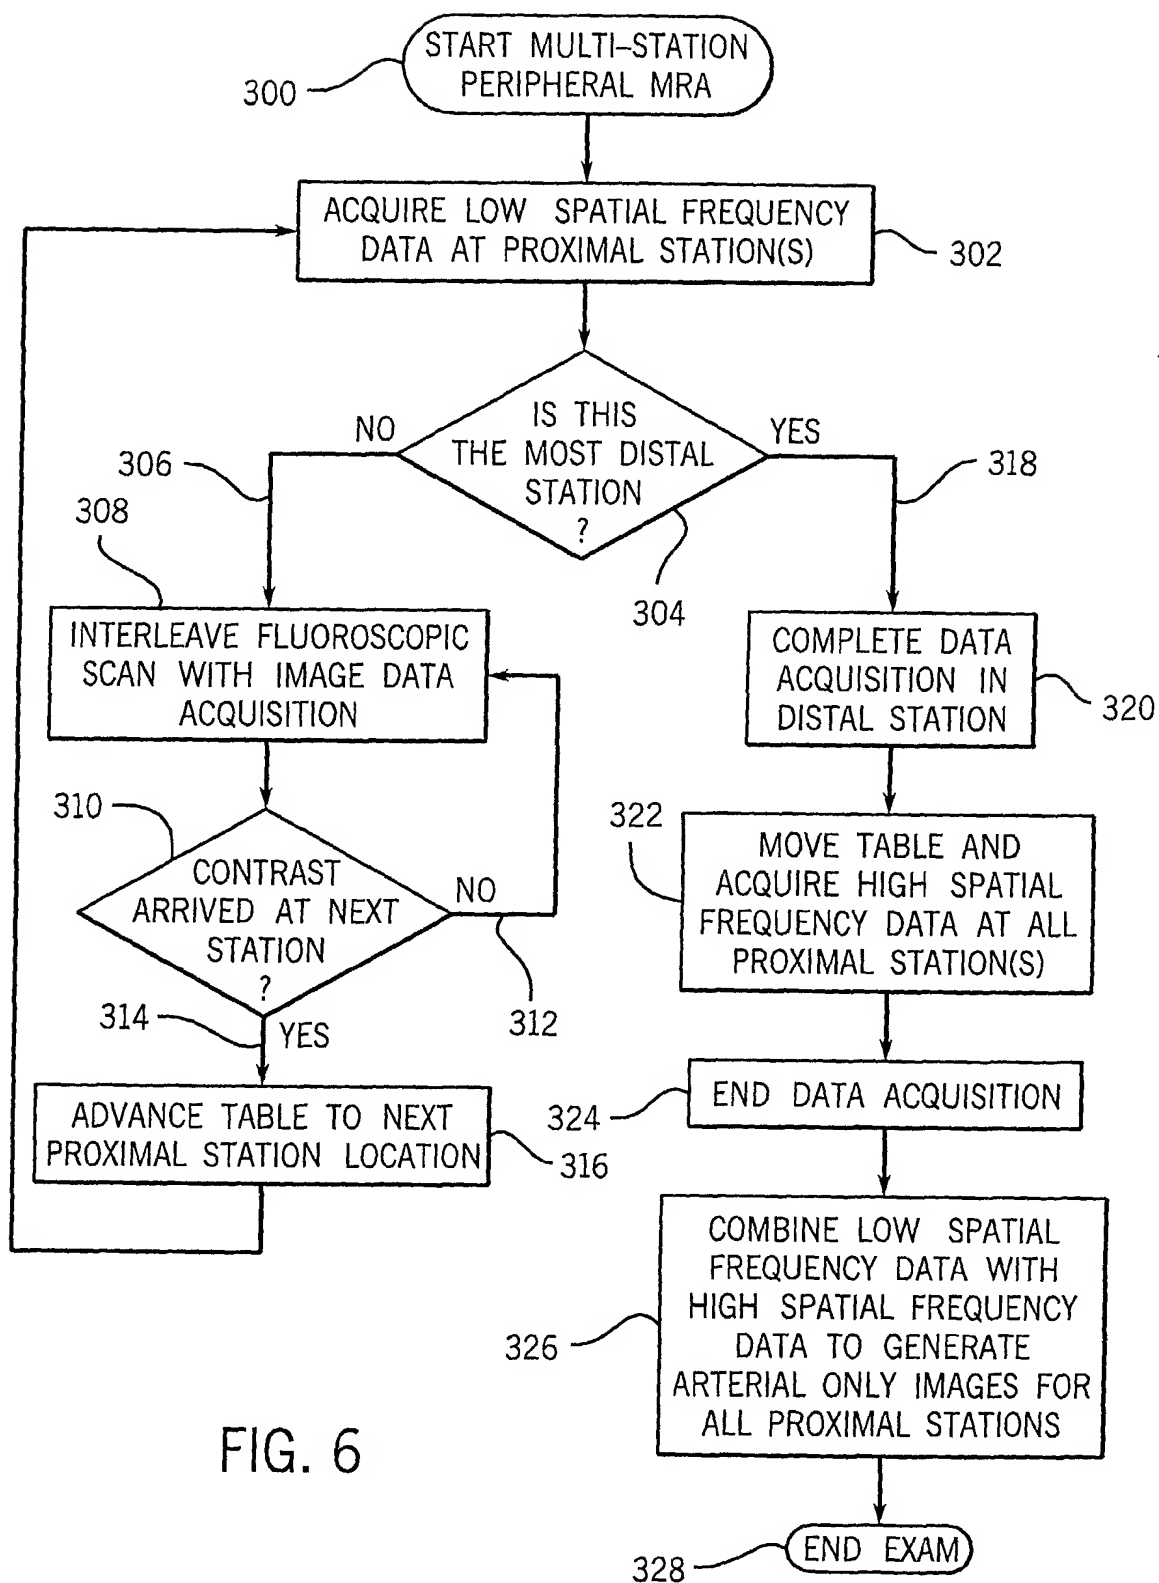 START MULTI-STATION
PERIPHERAL MRA
300
ACQUIRE LOW SPATIAL FREQUENCY
DATA AT PROXIMAL STATION(S)
302
IS THIS
THE MOST DISTAL
STATION
?
NO
YES
304
306
318
308
INTERLEAVE FLUOROSCOPIC
SCAN WITH IMAGE DATA
ACQUISITION
310
CONTRAST
ARRIVED AT NEXT
STATION
?
NO
312
314
YES
ADVANCE TABLE TO NEXT
PROXIMAL STATION LOCATION
316
COMPLETE DATA
ACQUISITION IN
DISTAL STATION
320
322
MOVE TABLE AND
ACQUIRE HIGH SPATIAL
FREQUENCY DATA AT ALL
PROXIMAL STATION(S)
END DATA ACQUISITION
324
COMBINE LOW SPATIAL
FREQUENCY DATA WITH
HIGH SPATIAL FREQUENCY
DATA TO GENERATE
ARTERIAL ONLY IMAGES FOR
ALL PROXIMAL STATIONS
326
END EXAM
328
FIG. 6